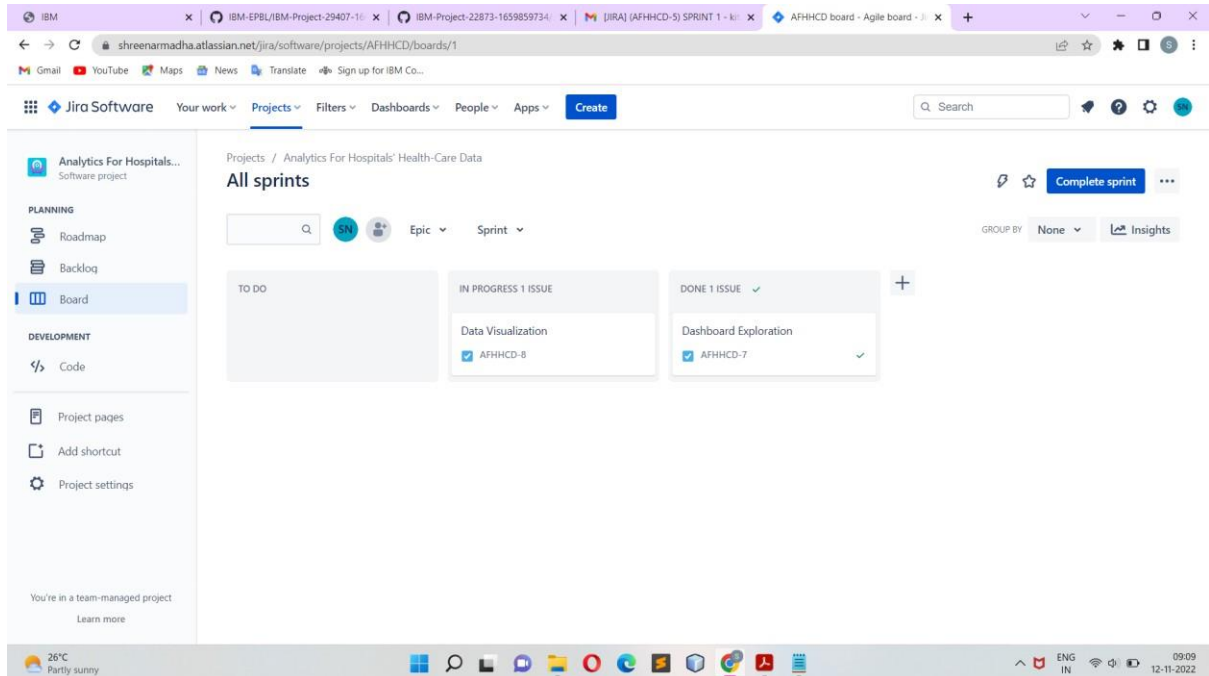 IBM
IBM-EPBL/IBM-Project-29407-16
IBM-Project-22873-1659859734/
[JIRA] (AFHHCD-5) SPRINT 1 - ki
AFHHCD board - Agile board - Ji
shreenarmadha.atlassian.net/jira/software/projects/AFHHCD/boards/1
S
Gmail YouTube Maps News Translate Sign up for IBM Co...
Jira Software Your work Projects Filters Dashboards People Apps Create Search SN
Analytics For Hospitals...
Software project
Projects / Analytics For Hospitals' Health-Care Data
All sprints
Complete sprint
PLANNING
Roadmap
Backlog
Board
SN Epic Sprint GROUP BY None Insights
TO DO
IN PROGRESS 1 ISSUE
DONE 1 ISSUE
Data Visualization
AFHHCD-8
Dashboard Exploration
AFHHCD-7
DEVELOPMENT
Code
Project pages
Add shortcut
Project settings
You're in a team-managed project
Learn more
26°C
Partly sunny
ENG
IN
09:09
12-11-2022